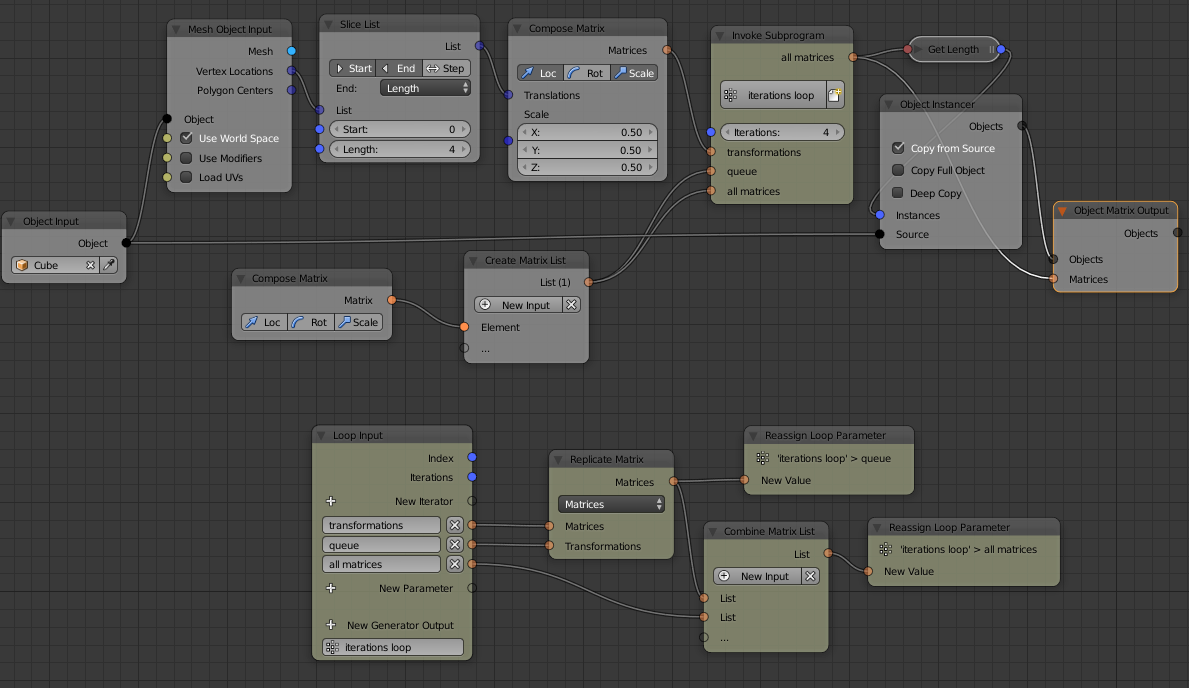 Mesh Object Input
Mesh
Vertex Locations
Polygon Centers
Object
Use World Space
Use Modifiers
Load UVs
Slice List
List
Start End Step
End: Length
List
Start: 0
Length: 4
Compose Matrix
Matrices
Loc Rot Scale
Translations
Scale
X: 0.50
Y: 0.50
Z: 0.50
Invoke Subprogram
all matrices
iterations loop
Iterations: 4
transformations
queue
all matrices
Get Length
Object Instancer
Objects
Copy from Source
Copy Full Object
Deep Copy
Instances
Source
Object Matrix Output
Objects
Objects
Matrices
Object Input
Object
Cube
Compose Matrix
Matrix
Loc Rot Scale
Create Matrix List
List (1)
New Input
Element
...
Loop Input
Index
Iterations
New Iterator
transformations
queue
all matrices
New Parameter
New Generator Output
iterations loop
Replicate Matrix
Matrices
Matrices
Matrices
Transformations
Reassign Loop Parameter
'iterations loop' > queue
New Value
Combine Matrix List
List
New Input
List
List
...
Reassign Loop Parameter
'iterations loop' > all matrices
New Value